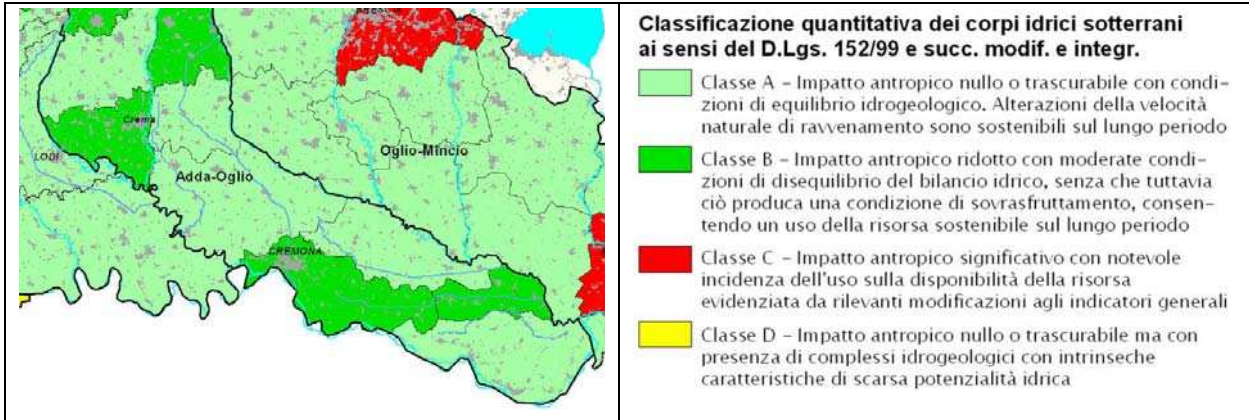 Crema
LODI
Adda-Oglio
Oglio-Mincio
CREMONA
Classificazione quantitativa dei corpi idrici sotterrani
ai sensi del D.Lgs. 152/99 e succ. modif. e integr.
Classe A – Impatto antropico nullo o trascurabile con condi-
zioni di equilibrio idrogeologico. Alterazioni della velocità
naturale di ravvenamento sono sostenibili sul lungo periodo
Classe B – Impatto antropico ridotto con moderate condi-
zioni di disequilibrio del bilancio idrico, senza che tuttavia
ciò produca una condizione di sovrasfruttamento, consen-
tendo un uso della risorsa sostenibile sul lungo periodo
Classe C – Impatto antropico significativo con notevole
incidenza dell'uso sulla disponibilità della risorsa
evidenziata da rilevanti modificazioni agli indicatori generali
Classe D – Impatto antropico nullo o trascurabile ma con
presenza di complessi idrogeologici con intrinseche
caratteristiche di scarsa potenzialità idrica